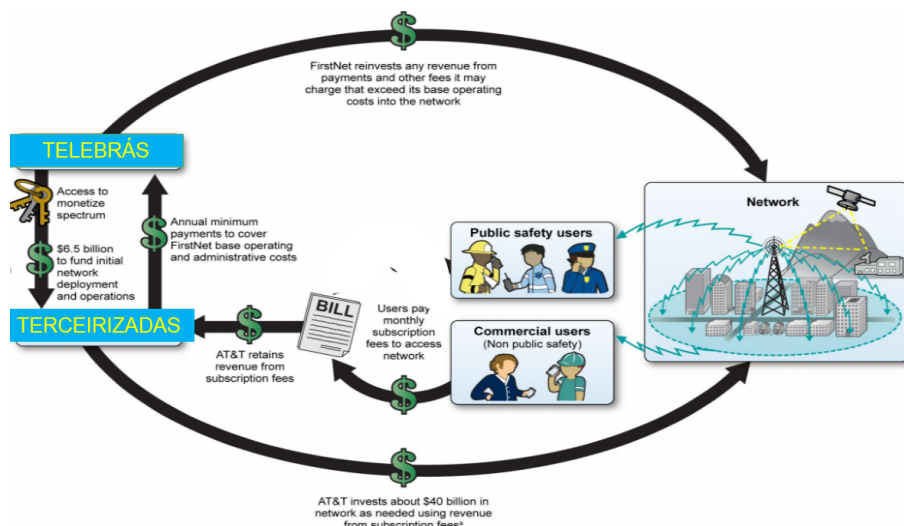 FirstNet reinvests any revenue from
payments and other fees it may
charge that exceed its base operating
costs into the network
TELEBRÁS
Access to
monetize
spectrum
$6.5 billion
to fund initial
network
deployment
and operations
Annual minimum
payments to cover
FirstNet base operating
and administrative costs
TERCEIRIZADAS
AT&T retains
revenue from
subscription fees
BILL
Users pay
monthly
subscription
fees to access
network
Public safety users
Commercial users
(Non public safety)
Network
AT&T invests about $40 billion in
network as needed using revenue
from subscription feesª